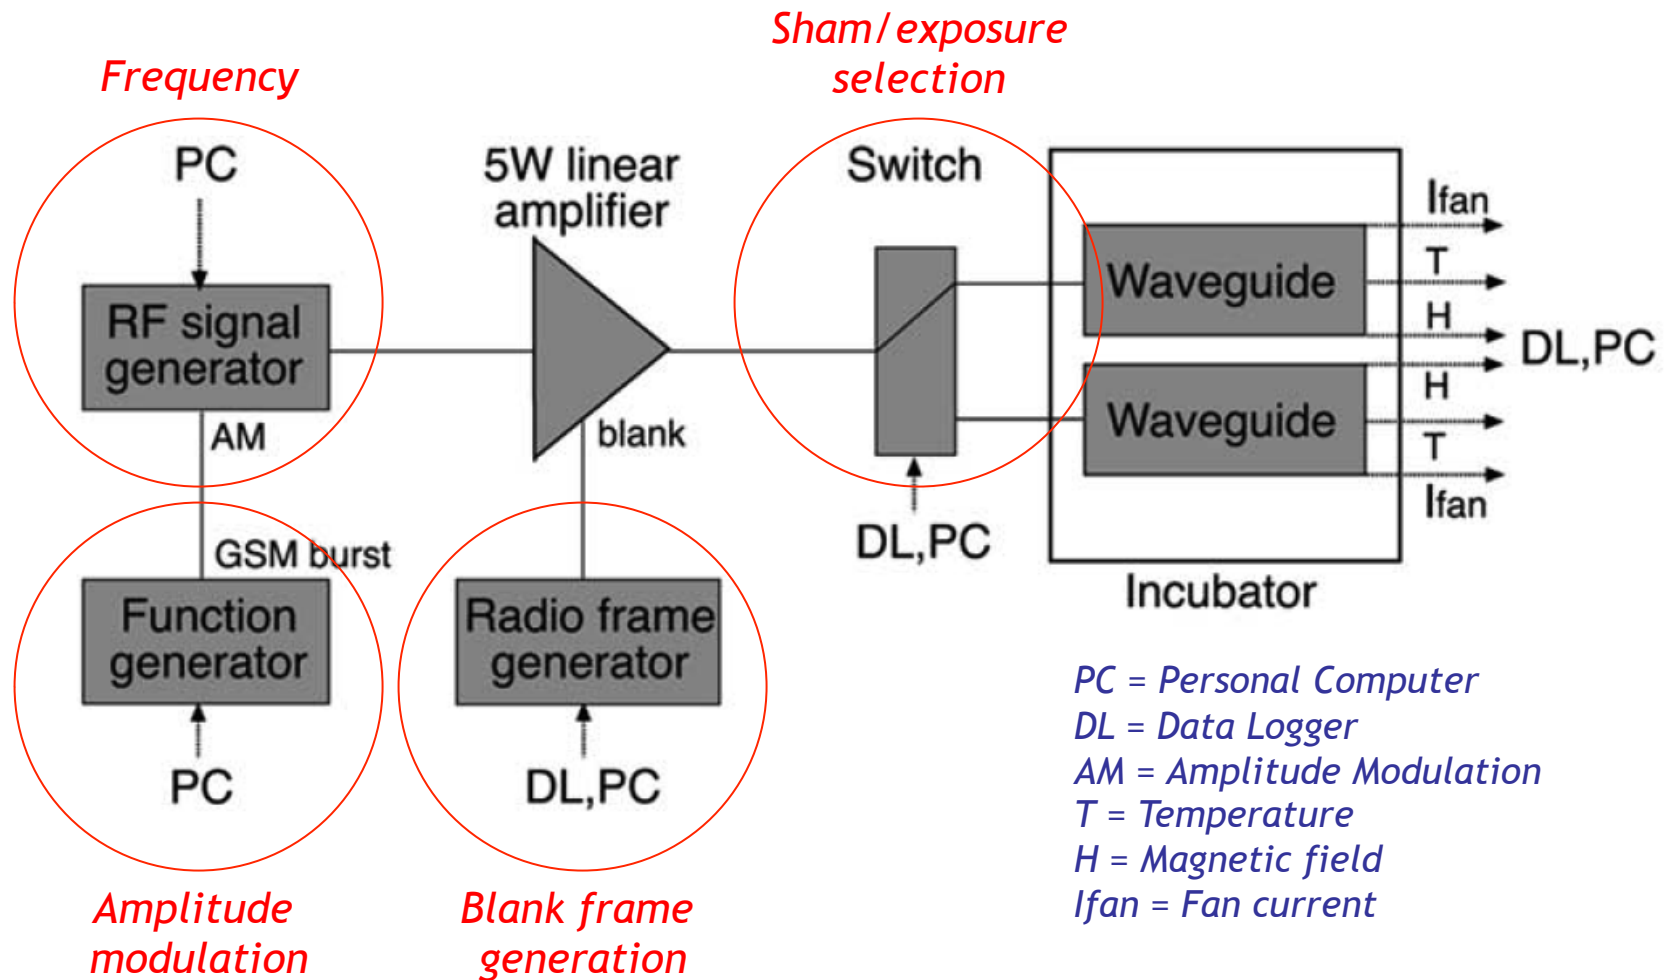 Sham/exposure
selection
Frequency
PC
5W linear
amplifier
Switch
RF signal
generator
AM
blank
Waveguide
Waveguide
Ifan
T
H
DL,PC
H
T
Ifan
DL,PC
Incubator
GSM burst
Function
generator
Radio frame
generator
PC
DL,PC
Amplitude
modulation
Blank frame
generation
PC = Personal Computer
DL = Data Logger
AM = Amplitude Modulation
T = Temperature
H = Magnetic field
Ifan = Fan current